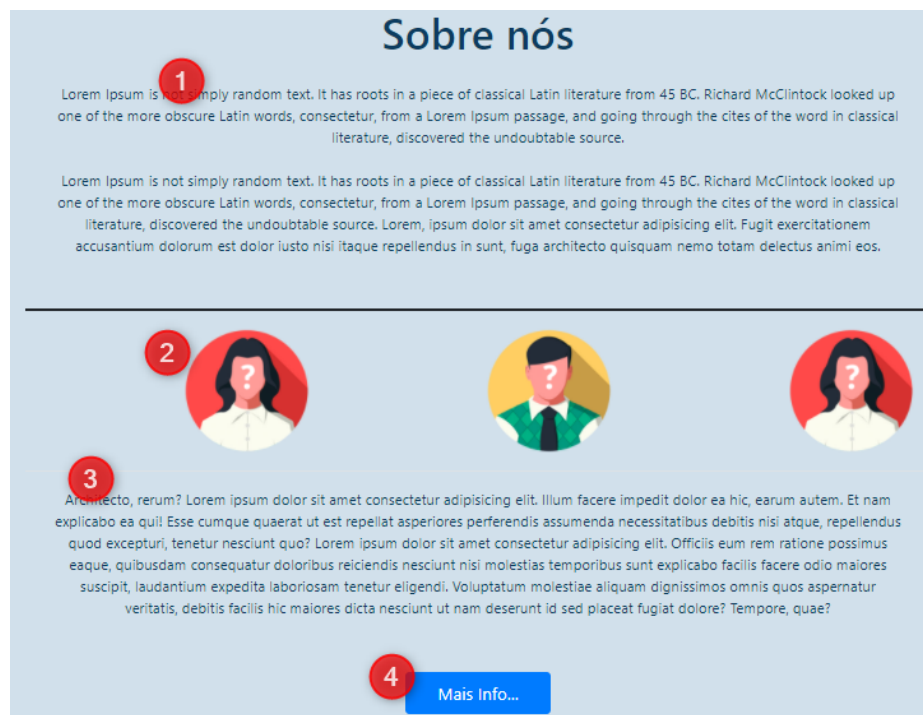 Sobre nós
1
Lorem Ipsum is not simply random text. It has roots in a piece of classical Latin literature from 45 BC. Richard McClintock looked up
one of the more obscure Latin words, consectetur, from a Lorem Ipsum passage, and going through the cites of the word in classical
literature, discovered the undoubtable source.
Lorem Ipsum is not simply random text. It has roots in a piece of classical Latin literature from 45 BC. Richard McClintock looked up
one of the more obscure Latin words, consectetur, from a Lorem Ipsum passage, and going through the cites of the word in classical
literature, discovered the undoubtable source. Lorem, ipsum dolor sit amet consectetur adipisicing elit. Fugit exercitationem
accusantium dolorum est dolor iusto nisi itaque repellendus in sunt, fuga architecto quisquam nemo totam delectus animi eos.
2
? ? ?
3
Architecto, rerum? Lorem ipsum dolor sit amet consectetur adipisicing elit. Illum facere impedit dolor ea hic, earum autem. Et nam
explicabo ea qui! Esse cumque quaerat ut est repellat asperiores perferendis assumenda necessitatibus debitis nisi atque, repellendus
quod excepturi, tenetur nesciunt quo? Lorem ipsum dolor sit amet consectetur adipisicing elit. Officiis eum rem ratione possimus
eaque, quibusdam consequatur doloribus reiciendis nesciunt nisi molestias temporibus sunt explicabo facilis facere odio maiores
suscipit, laudantium expedita laboriosam tenetur eligendi. Voluptatum molestiae aliquam dignissimos omnis quos aspernatur
veritatis, debitis facilis hic maiores dicta nesciunt ut nam deserunt id sed placeat fugiat dolore? Tempore, quae?
4
Mais Info...